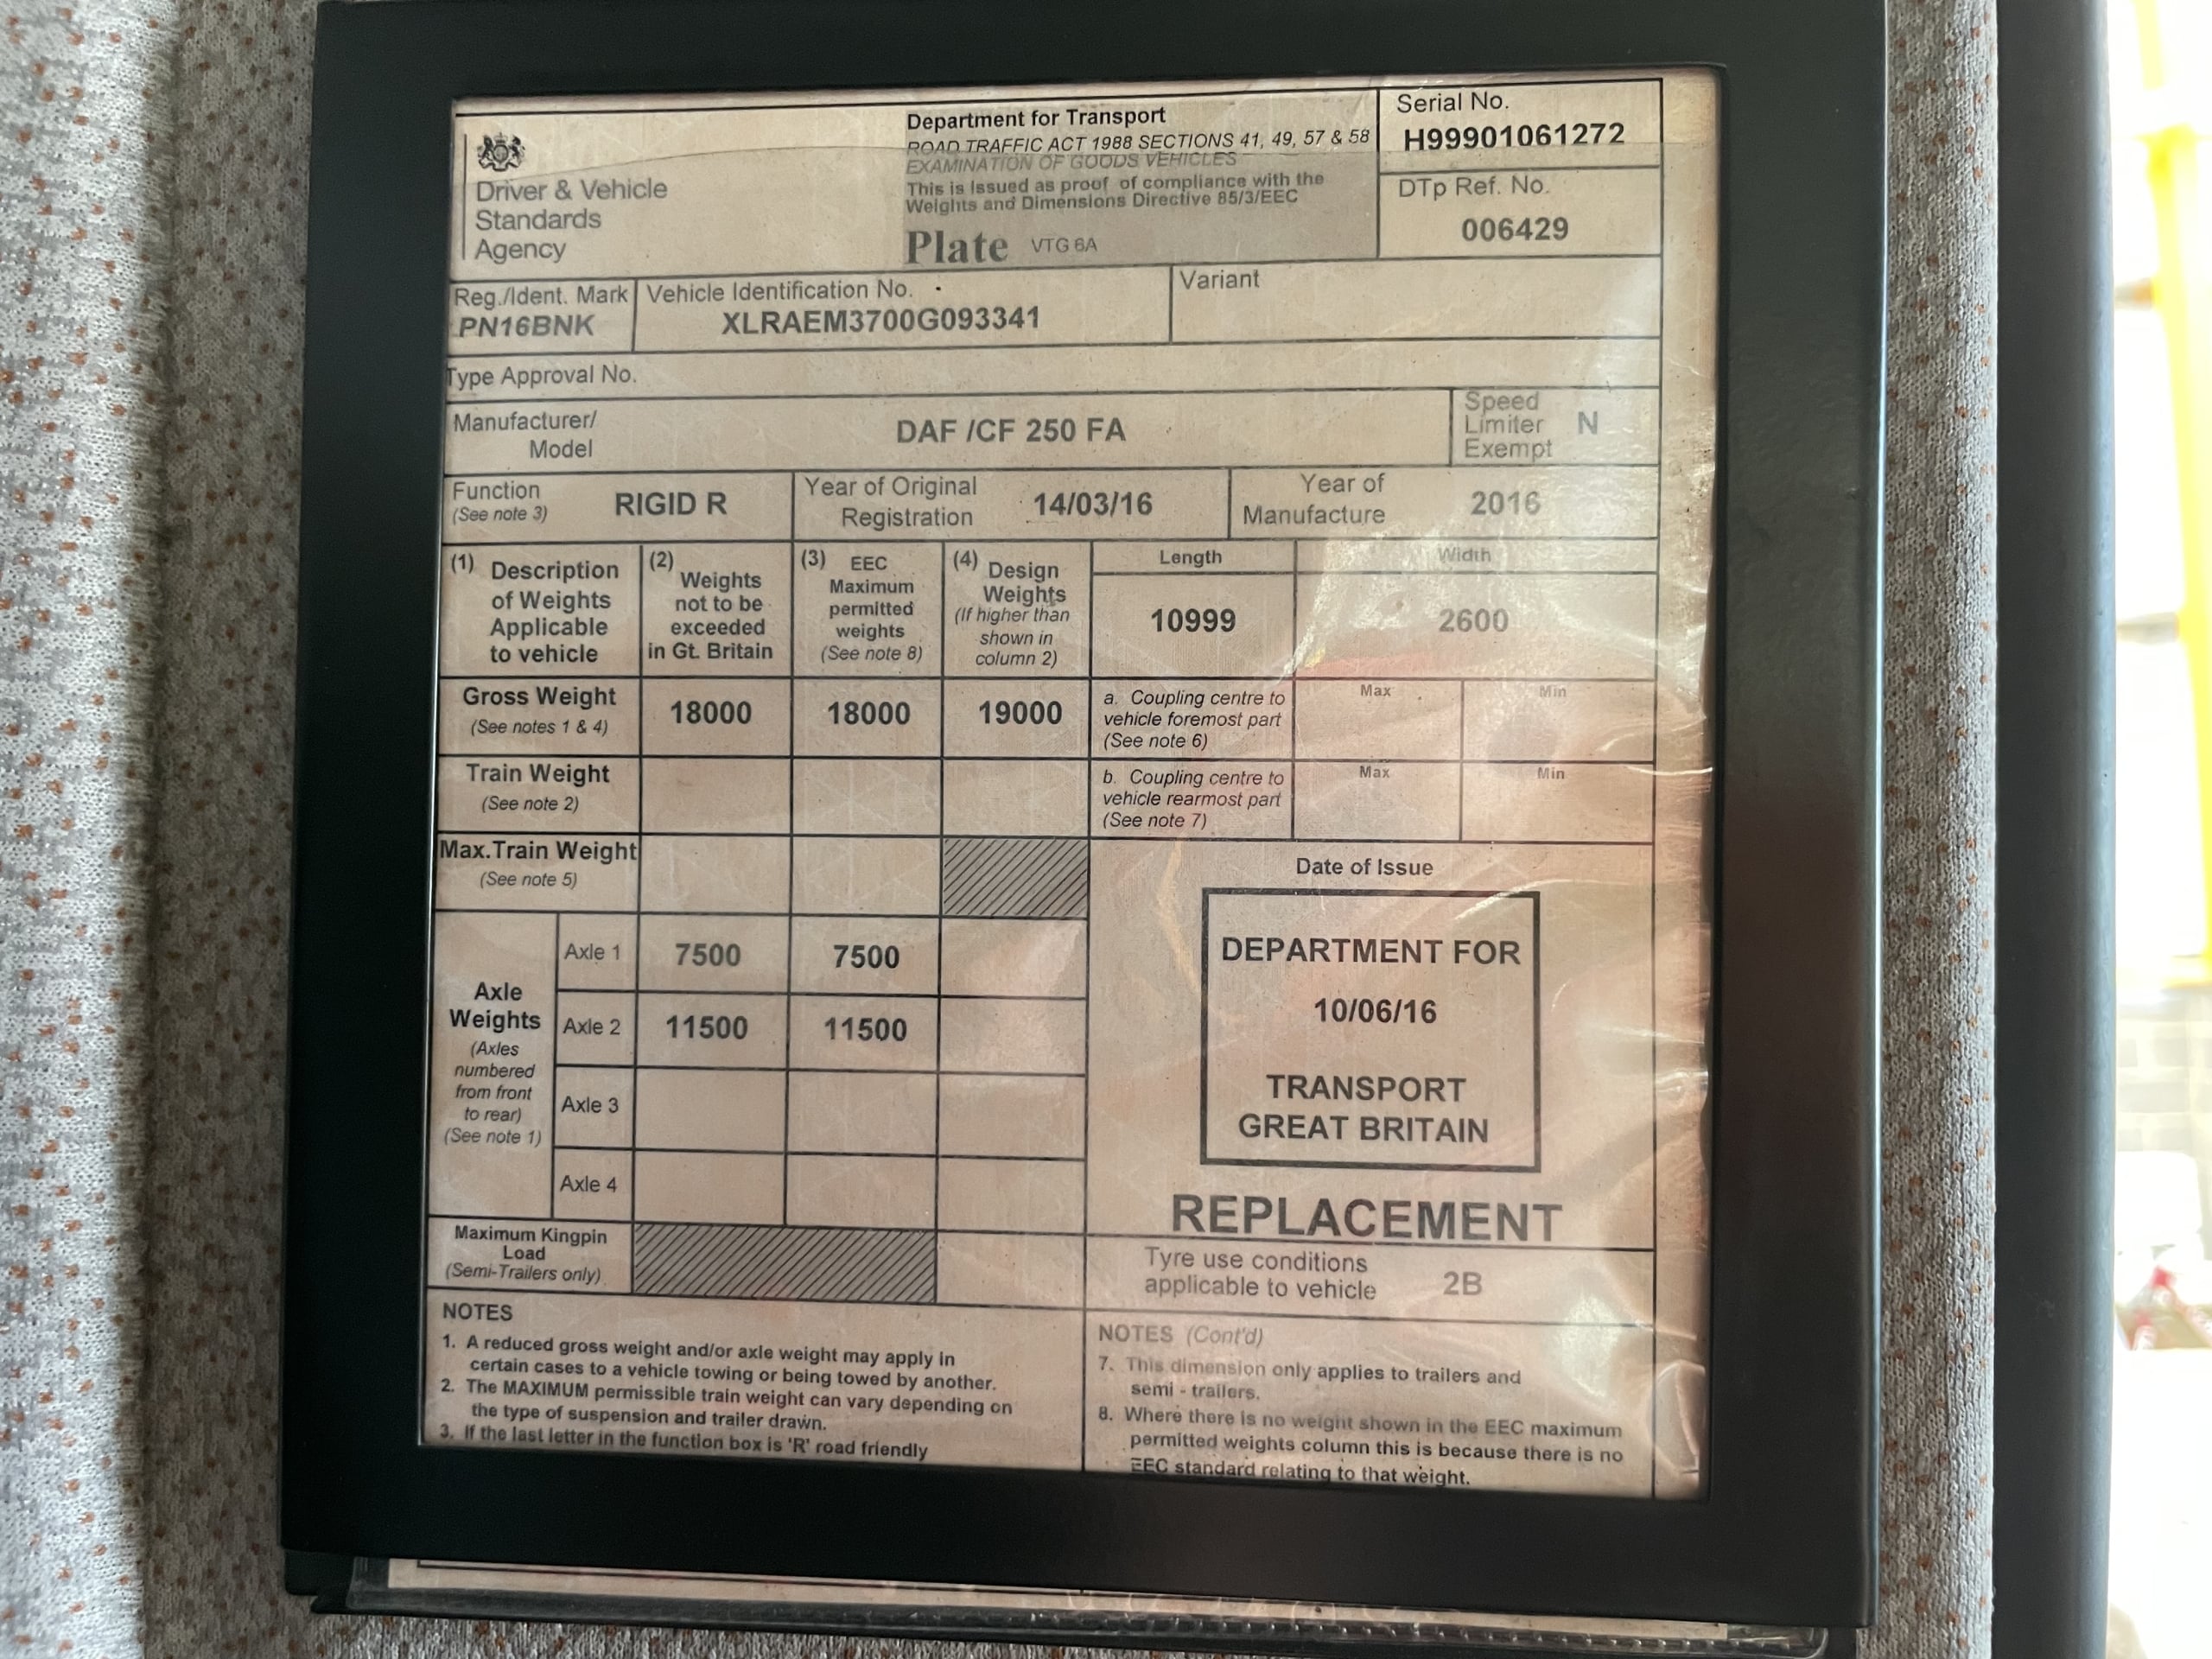 Department for Transport
ROAD TRAFFIC ACT 1988 SECTIONS 41, 49, 57 & 58
EXAMINATION OF GOODS VEHICLES
This is Issued as proof of compliance with the
Weights and Dimensions Directive 85/3/EEC
Plate VTG 6A
Driver & Vehicle
Standards
Agency
Serial No.
H99901061272
DTp Ref. No.
006429
Reg./Ident. Mark
PN16BNK
Vehicle Identification No.
XLRAEM3700G093341
Variant
Type Approval No.
Manufacturer/
Model
DAF /CF 250 FA
Speed
Limiter
Exempt
N
Function
(See note 3)
RIGID R
Year of Original
Registration
14/03/16
Year of
Manufacture
2016
(1) Description
of Weights
Applicable
to vehicle
(2) Weights
not to be
exceeded
in Gt. Britain
(3) EEC
Maximum
permitted
weights
(See note 8)
(4) Design
Weights
(If higher than
shown in
column 2)
Length
10999
Width
2600
Gross Weight
(See notes 1 & 4)
18000
18000
19000
a. Coupling centre to
vehicle foremost part
(See note 6)
Max
Min
Train Weight
(See note 2)
b. Coupling centre to
vehicle rearmost part
(See note 7)
Max
Min
Max.Train Weight
(See note 5)
Axle
Weights
(Axles
numbered
from front
to rear)
(See note 1)
Axle 1
7500
7500
Axle 2
11500
11500
Axle 3
Axle 4
Maximum Kingpin
Load
(Semi-Trailers only)
Date of Issue
DEPARTMENT FOR
10/06/16
TRANSPORT
GREAT BRITAIN
REPLACEMENT
Tyre use conditions
applicable to vehicle
2B
NOTES
1. A reduced gross weight and/or axle weight may apply in
certain cases to a vehicle towing or being towed by another.
2. The MAXIMUM permissible train weight can vary depending on
the type of suspension and trailer drawn.
3. If the last letter in the function box is 'R' road friendly
NOTES (Cont'd)
7. This dimension only applies to trailers and
semi - trailers.
8. Where there is no weight shown in the EEC maximum
permitted weights column this is because there is no
EEC standard relating to that weight.